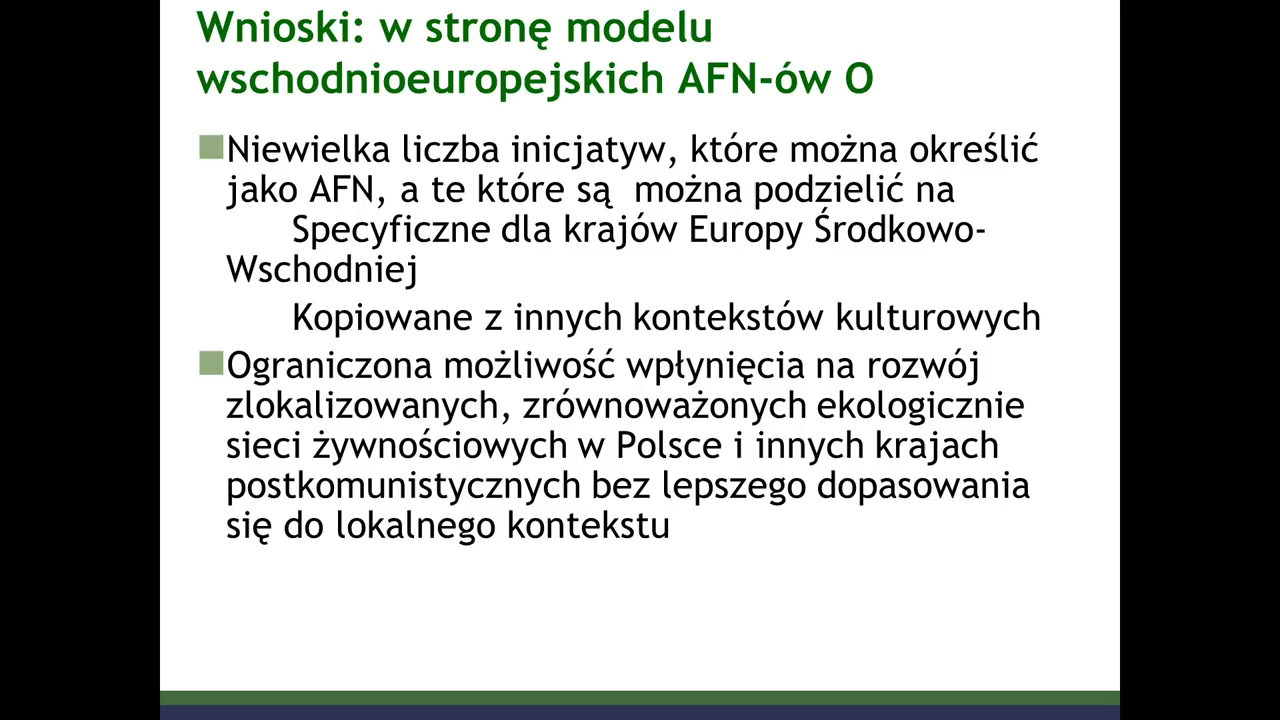 Wnioski: w stronę modelu
wschodnioeuropejskich AFN-ów O
Niewielka liczba inicjatyw, które można określić
jako AFN, a te które są  można podzielić na
Specyficzne dla krajów Europy Środkowo-
Wschodniej
Kopiowane z innych kontekstów kulturowych
Ograniczona możliwość wpłynięcia na rozwój
zlokalizowanych, zrównoważonych ekologicznie
sieci żywnościowych w Polsce i innych krajach
postkomunistycznych bez lepszego dopasowania
się do lokalnego kontekstu